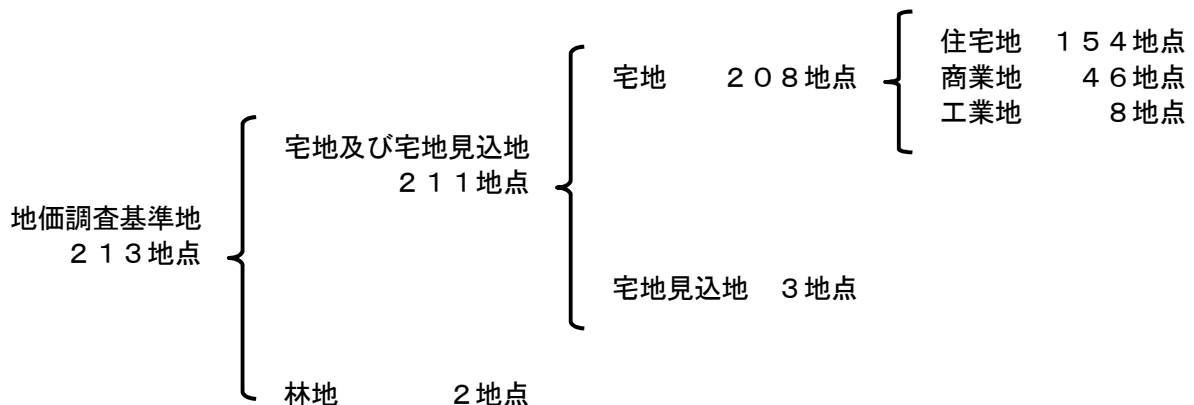 地価調査基準地
２１３地点
宅地及び宅地見込地
２１１地点
宅地　２０８地点
住宅地　１５４地点
商業地　４６地点
工業地　８地点
宅地見込地　３地点
林地　２地点